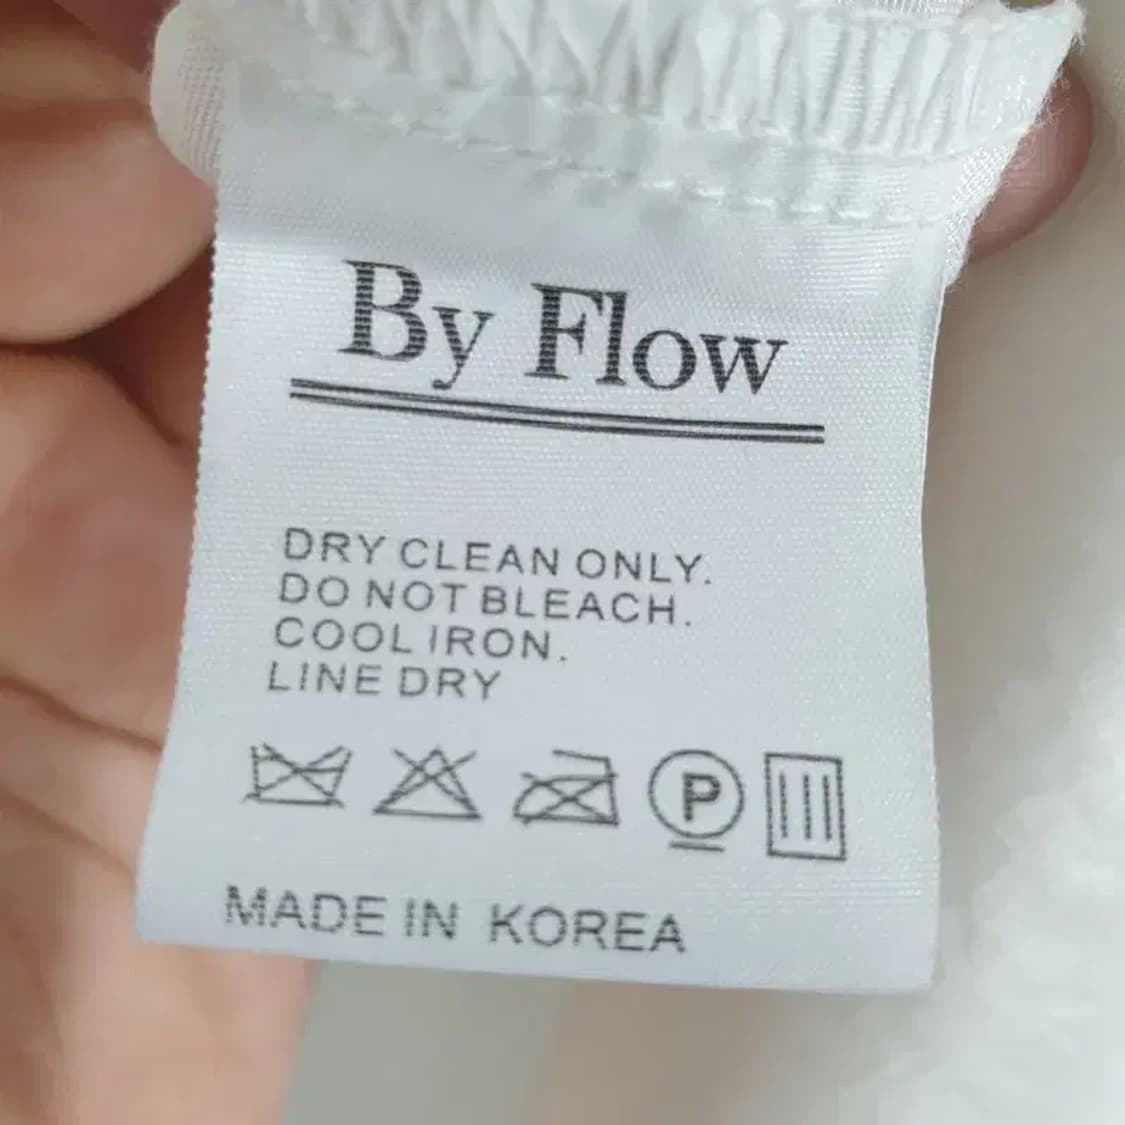 By Flow
DRY CLEAN ONLY.
DO NOT BLEACH.
COOL IRON.
LINE DRY
P
MADE IN KOREA